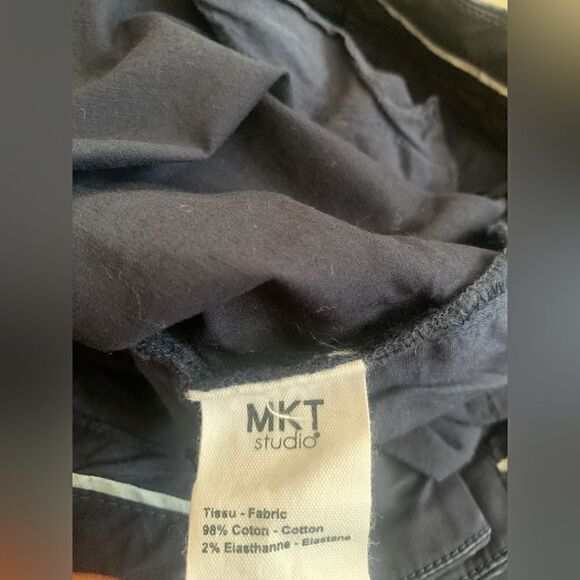 MKT
studio®
Tissu - Fabric
98% Coton - Cotton
2% Elasthanne - Elastane